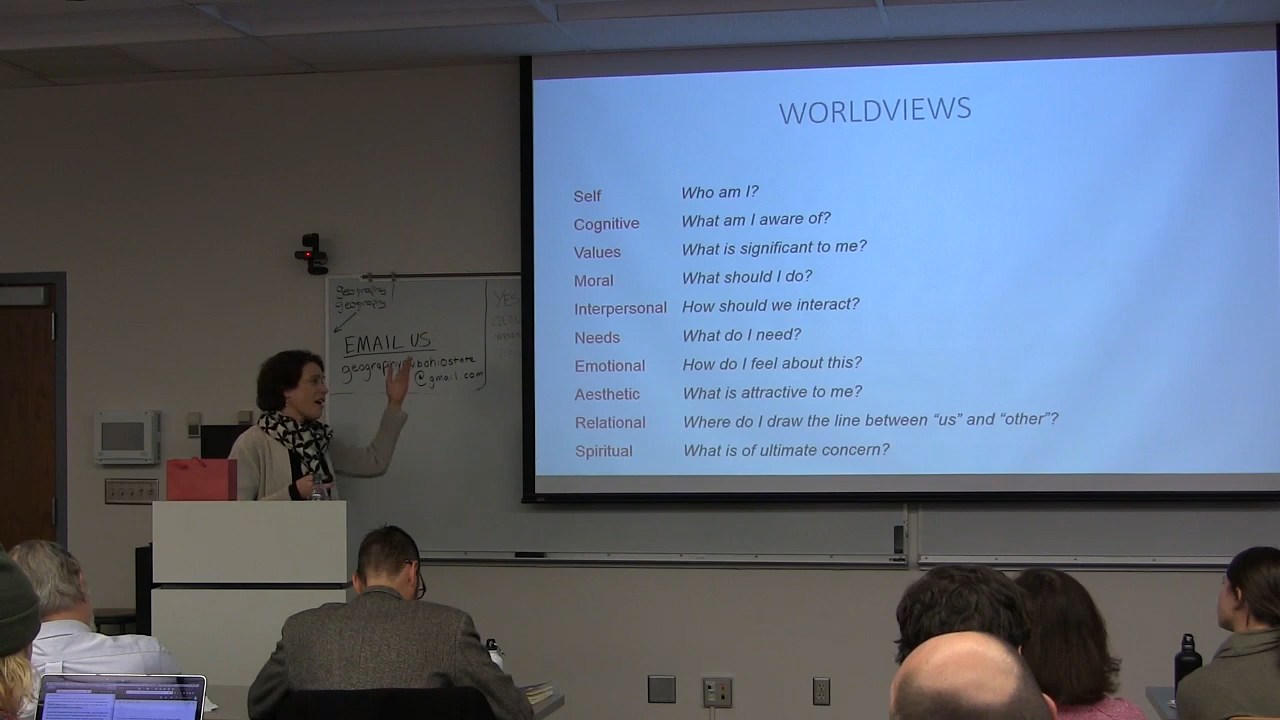 WORLDVIEWS
Self Who am I?
Cognitive What am I aware of?
Values What is significant to me?
Moral What should I do?
Interpersonal How should we interact?
Needs What do I need?
Emotional How do I feel about this?
Aesthetic What is attractive to me?
Relational Where do I draw the line between “us” and “other”?
Spiritual What is of ultimate concern?
geography
EMAIL US
@gmail.com
YES